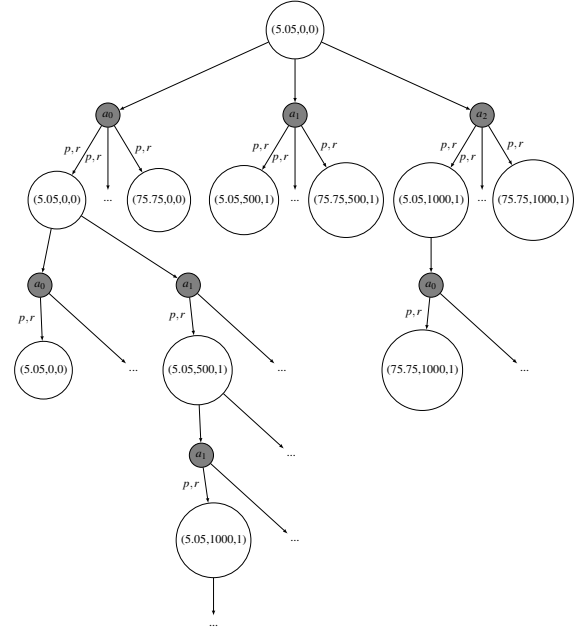 (5.05,0,0)
a₀ a₁ a₂
p,r p,r p,r p,r p,r p,r p,r p,r p,r
(5.05,0,0) ... (75.75,0,0) (5.05,500,1) ... (75.75,500,1) (5.05,1000,1) ... (75.75,1000,1)
a₀ a₁ a₀
p,r p,r p,r
(5.05,0,0) ... (5.05,500,1) ... (75.75,1000,1) ...
a₁ ...
p,r
(5.05,1000,1) ...
...